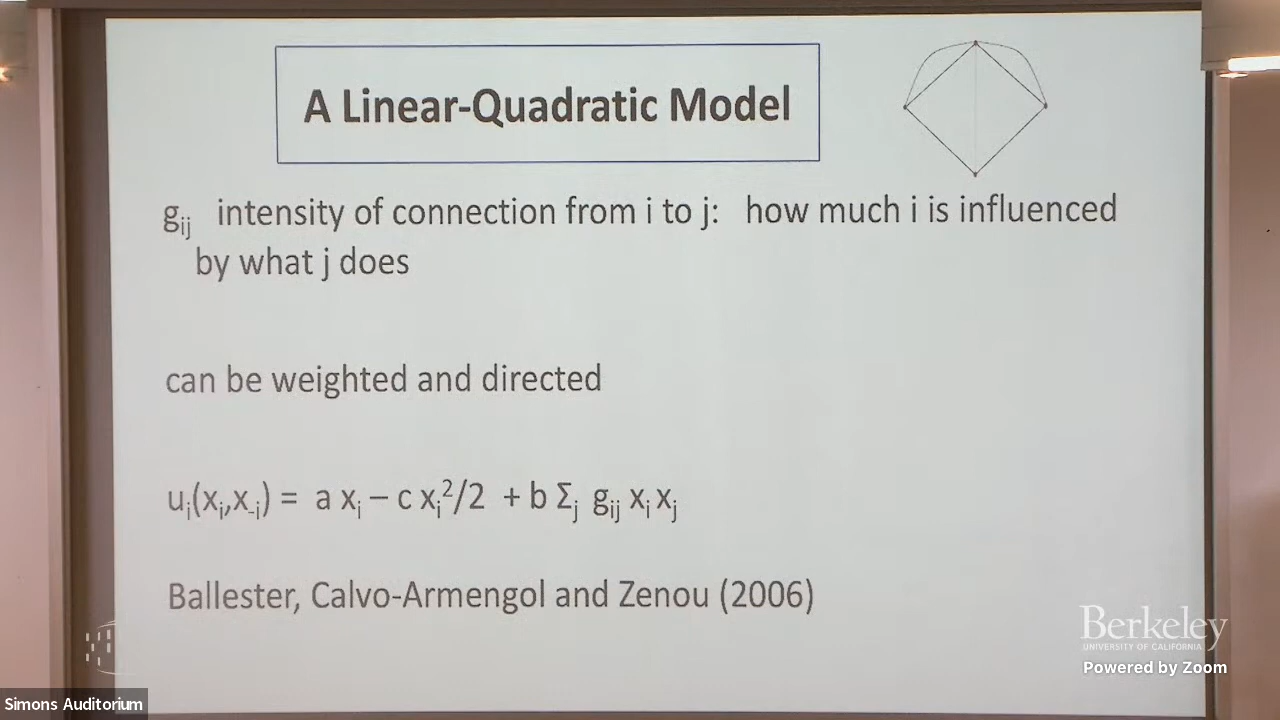 A Linear-Quadratic Model
gᵢⱼ intensity of connection from i to j: how much i is influenced
by what j does
can be weighted and directed
uᵢ(xᵢ,x₋ᵢ) = a xᵢ – c xᵢ²/2 + b Σⱼ gᵢⱼ xᵢ xⱼ
Ballester, Calvo-Armengol and Zenou (2006)
Berkeley
UNIVERSITY OF CALIFORNIA
Powered by Zoom
Simons Auditorium